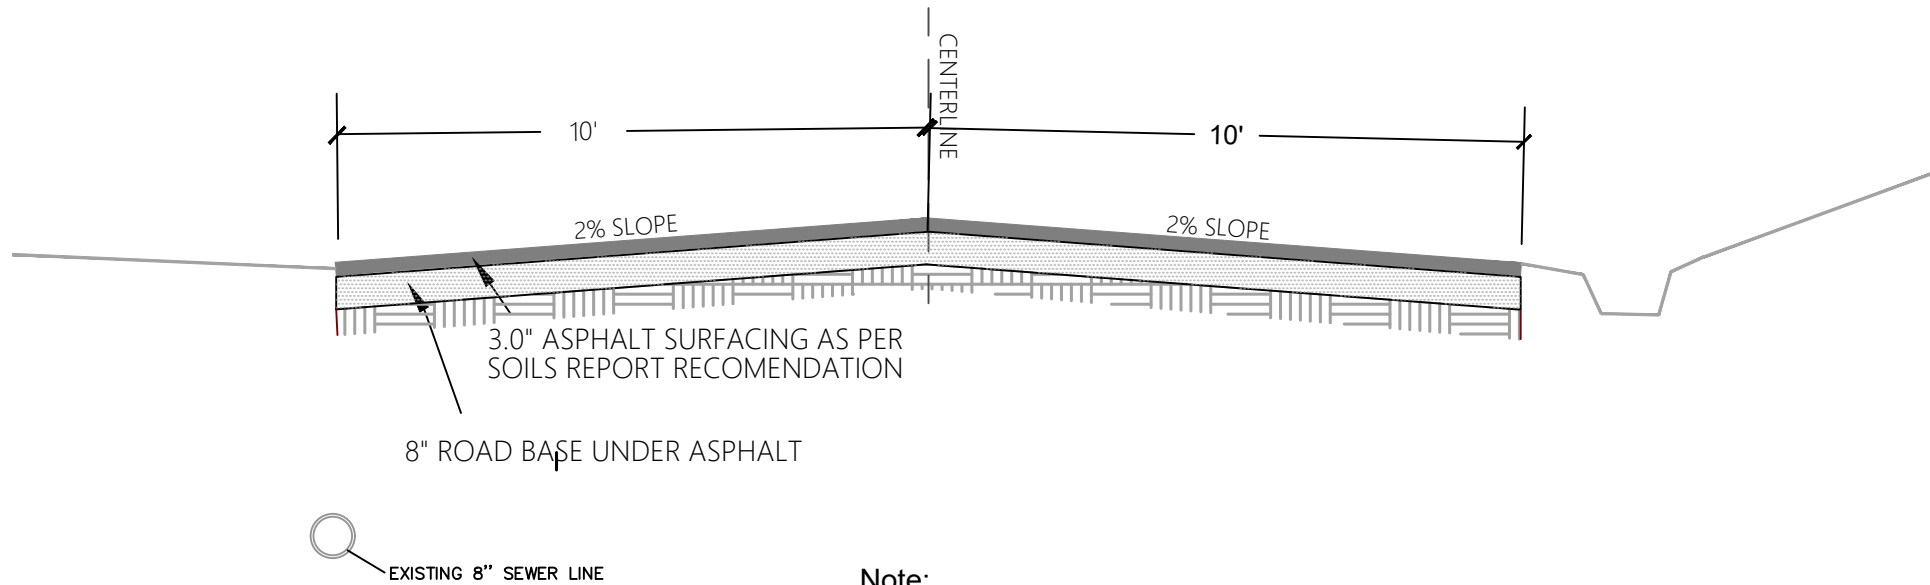 CENTERLINE
10'
10'
2% SLOPE
2% SLOPE
3.0" ASPHALT SURFACING AS PER
SOILS REPORT RECOMENDATION
8" ROAD BASE UNDER ASPHALT
EXISTING 8" SEWER LINE
Note: